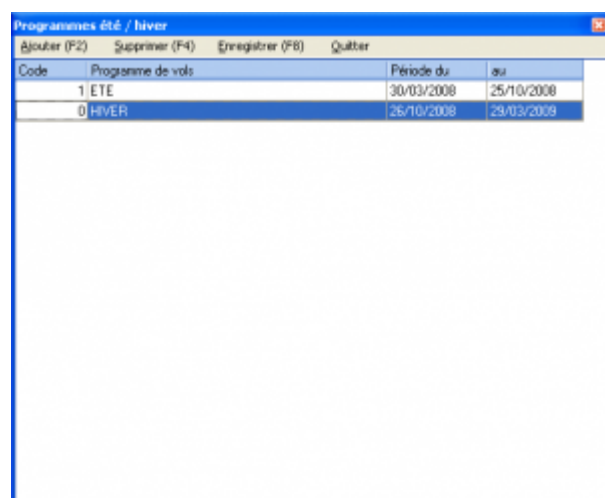 Programmes été / hiver
Ajouter (F2) Supprimer (F4) Enregistrer (F8) Quitter
Code Programme de vols Période du au
1 ETE 30/03/2008 25/10/2008
0 HIVER 26/10/2008 29/03/2009